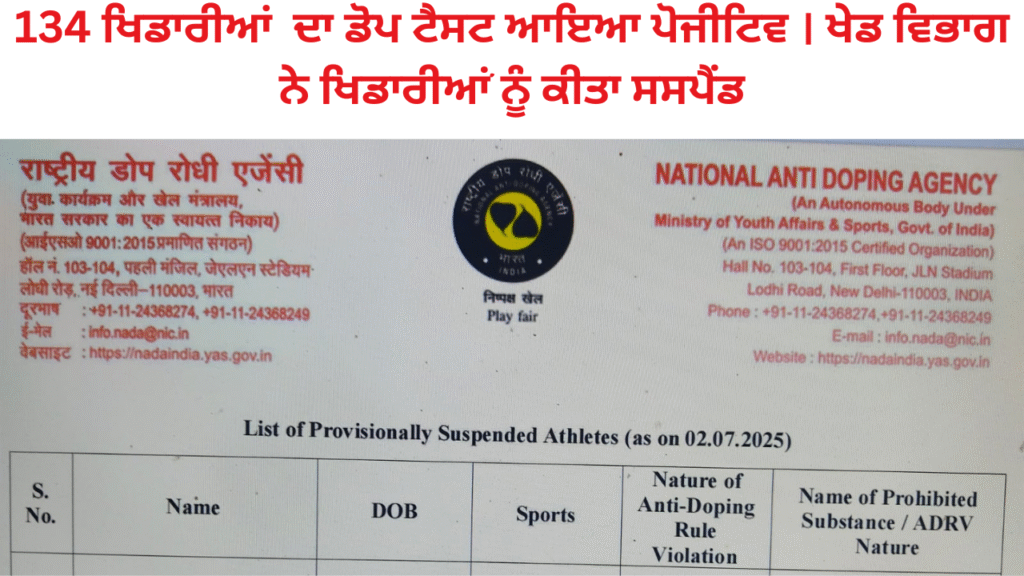 134 ਖਿਡਾਰੀਆਂ ਦਾ ਡੋਪ ਟੈਸਟ ਆਇਆ ਪੋਜੀਟਿਵ । ਖੇਡ ਵਿਭਾਗ
ਨੇ ਖਿਡਾਰੀਆਂ ਨੂੰ ਕੀਤਾ ਸਸਪੈਂਡ
राष्ट्रीय डोप रोधी एजेंसी
(युवा कार्यक्रम और खेल मंत्रालय,
भारत सरकार का एक स्वायत्त निकाय)
(आईएसओ 9001:2015 प्रमाणित संगठन)
हॉल नं. 103-104, पहली मंजिल, जेएलएन स्टेडियम
लोधी रोड़, नई दिल्ली-110003, भारत
दूरभाष : +91-11-24368274, +91-11-24368249
ई-मेल : info.nada@nic.in
वेबसाइट : https://nadaindia.yas.gov.in
राष्ट्रीय डोप रोधी एजेंसी
NATIONAL ANTI-DOPING AGENCY
भारत
INDIA
निष्पक्ष खेल
Play fair
NATIONAL ANTI DOPING AGENCY
(An Autonomous Body Under
Ministry of Youth Affairs & Sports, Govt. of India)
(An ISO 9001:2015 Certified Organization)
Hall No. 103-104, First Floor, JLN Stadium
Lodhi Road, New Delhi-110003, INDIA
Phone : +91-11-24368274,+91-11-24368249
E-mail : info.nada@nic.in
Website : https://nadaindia.yas.gov.in
List of Provisionally Suspended Athletes (as on 02.07.2025)
S.
No.
Name
DOB
Sports
Nature of
Anti-Doping
Rule
Violation
Name of Prohibited
Substance / ADRV
Nature